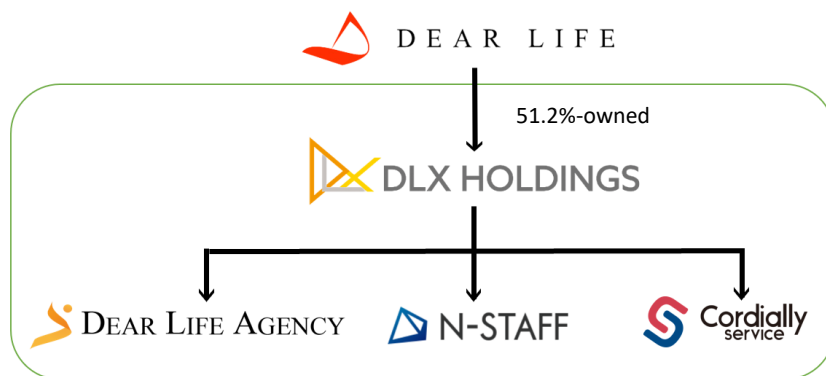 DEAR LIFE
51.2%-owned
DLX HOLDINGS
DEAR LIFE AGENCY
N-STAFF
Cordially
service